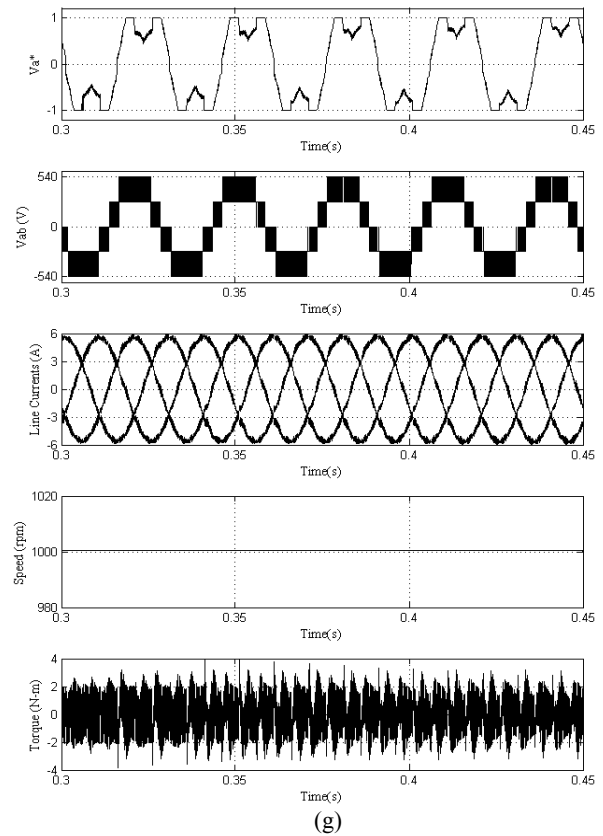 Va*
1
0
-1
0.3 0.35 0.4 0.45
Time(s)
Vab (V)
540
0
-540
0.3 0.35 0.4 0.45
Time(s)
Line Currents (A)
6
3
0
-3
-6
0.3 0.35 0.4 0.45
Time(s)
Speed (rpm)
1020
1000
980
0.3 0.35 0.4 0.45
Time(s)
Torque (N-m)
4
2
0
-2
-4
0.3 0.35 0.4 0.45
Time(s)
(g)